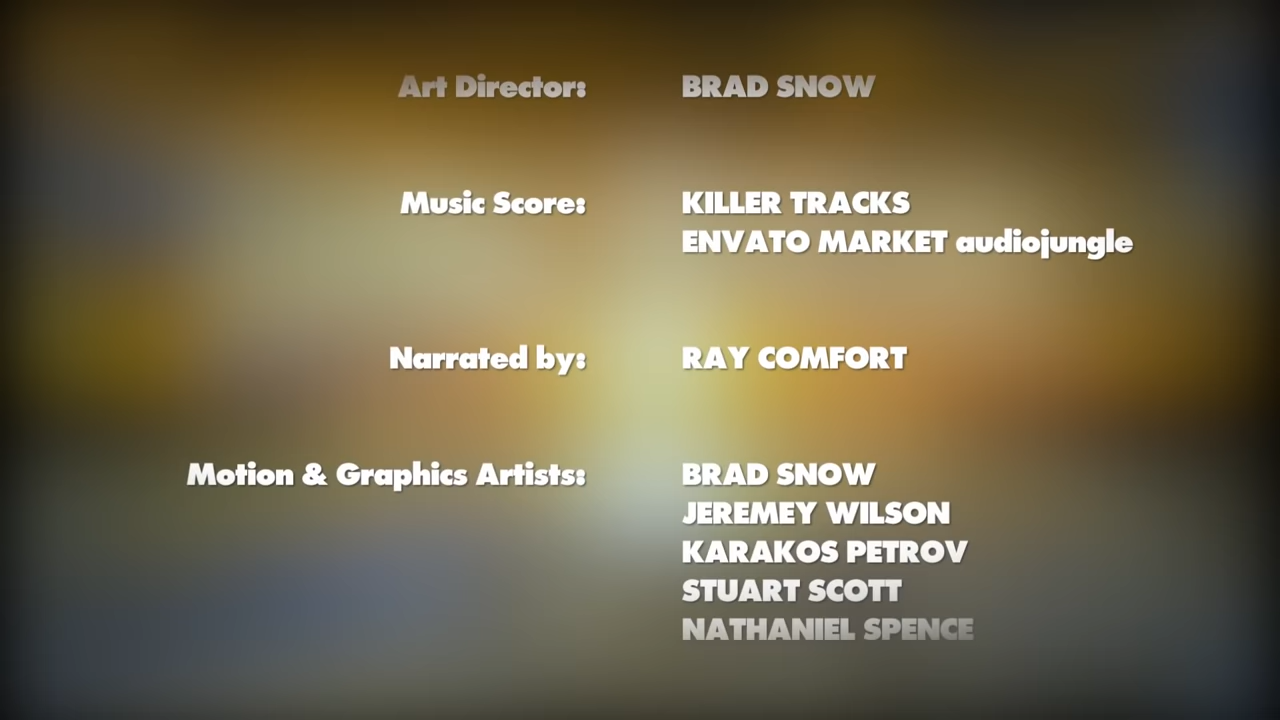 Art Director: BRAD SNOW
Music Score: KILLER TRACKS
ENVATO MARKET audiojungle
Narrated by: RAY COMFORT
Motion & Graphics Artists: BRAD SNOW
JEREMEY WILSON
KARAKOS PETROV
STUART SCOTT
NATHANIEL SPENCE